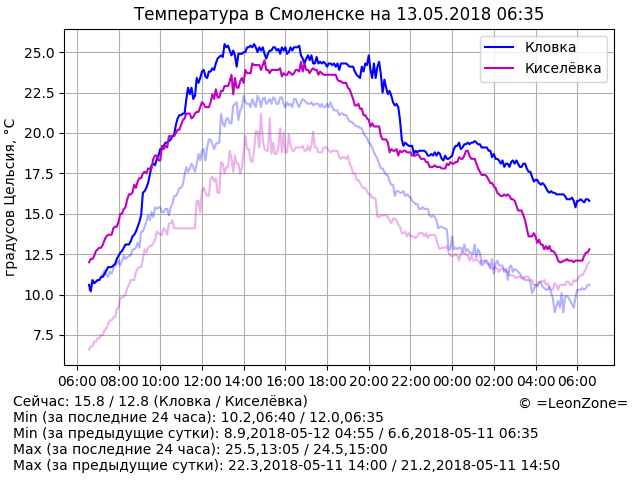 Температура в Смоленске на 13.05.2018 06:35
градусов Цельсия, °C
25.0
22.5
20.0
17.5
15.0
12.5
10.0
7.5
Кловка
Киселёвка
06:00 08:00 10:00 12:00 14:00 16:00 18:00 20:00 22:00 00:00 02:00 04:00 06:00
Сейчас: 15.8 / 12.8 (Кловка / Киселёвка)
© =LeonZone=
Min (за последние 24 часа): 10.2,06:40 / 12.0,06:35
Min (за предыдущие сутки): 8.9,2018-05-12 04:55 / 6.6,2018-05-11 06:35
Max (за последние 24 часа): 25.5,13:05 / 24.5,15:00
Max (за предыдущие сутки): 22.3,2018-05-11 14:00 / 21.2,2018-05-11 14:50